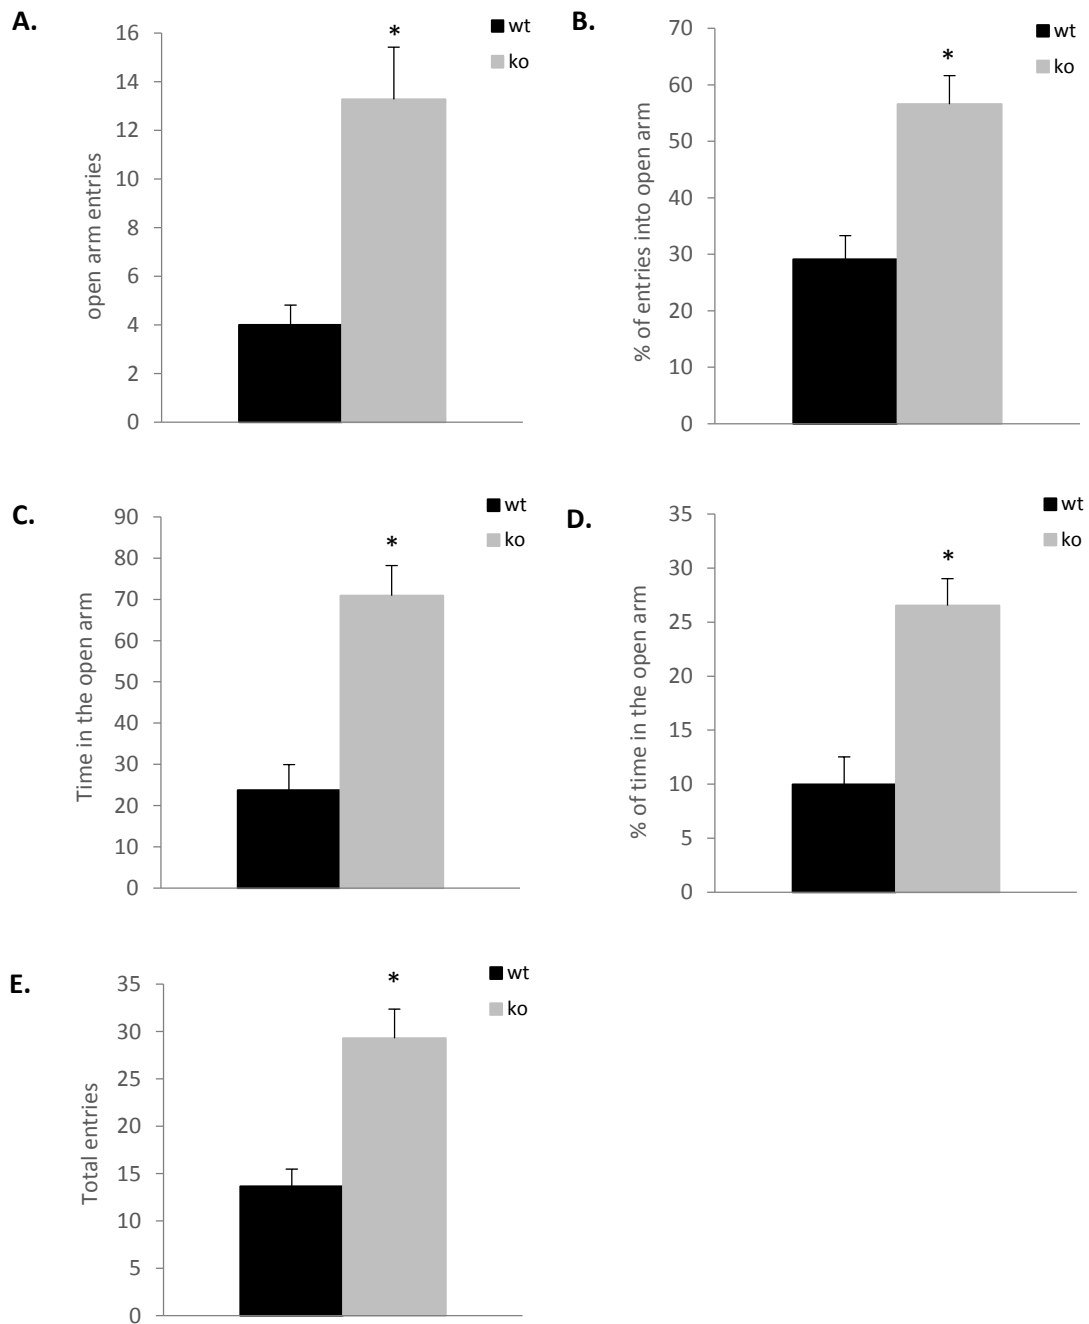 A.
open arm entries
16
14
12
10
8
6
4
2
0
*
wt
ko
B.
% of entries into open arm
70
60
50
40
30
20
10
0
*
wt
ko
C.
Time in the open arm
90
80
70
60
50
40
30
20
10
0
*
wt
ko
D.
% of time in the open arm
35
30
25
20
15
10
5
0
*
wt
ko
E.
Total entries
35
30
25
20
15
10
5
0
*
wt
ko